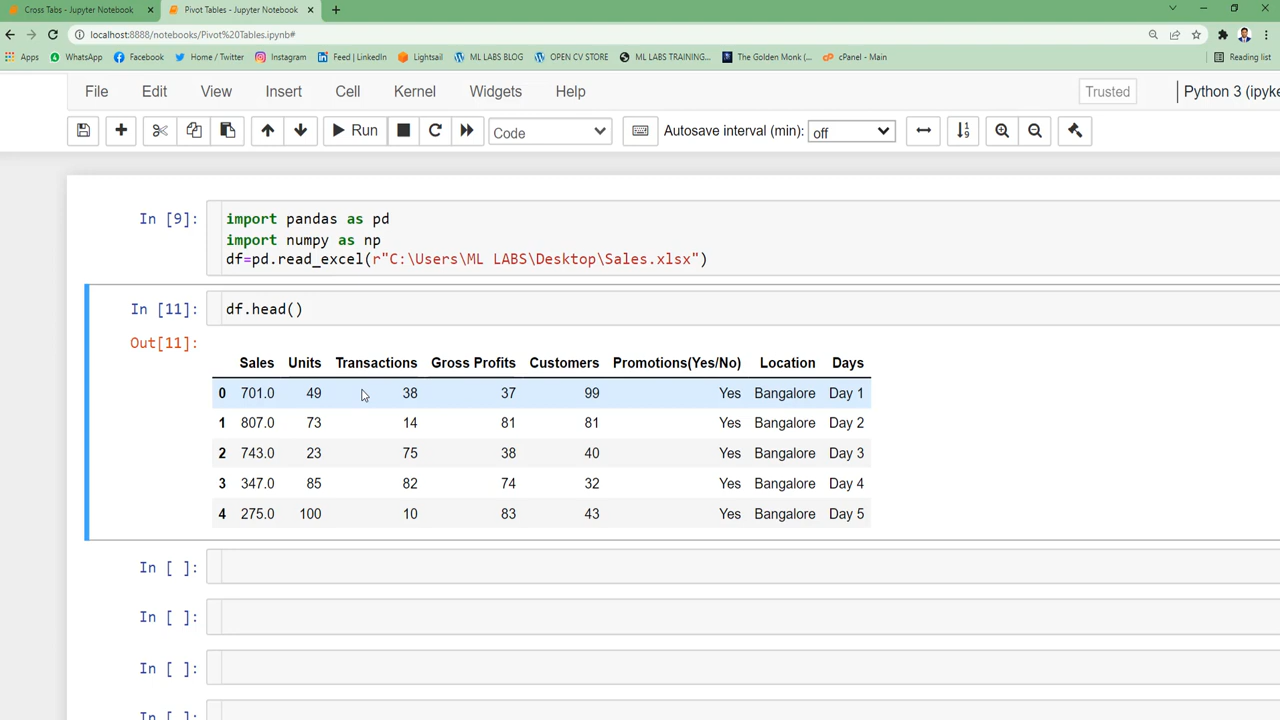 Cross Tabs - Jupyter Notebook
Pivot Tables - Jupyter Notebook
localhost:8888/notebooks/Pivot%20Tables.ipynb#
Apps WhatsApp Facebook Home / Twitter Instagram Feed | LinkedIn Lightsail ML LABS BLOG OPEN CV STORE ML LABS TRAINING... The Golden Monk (... cPanel - Main Reading list
File Edit View Insert Cell Kernel Widgets Help Trusted Python 3 (ipyke
Run Code Autosave interval (min): off
In [9]: import pandas as pd
import numpy as np
df=pd.read_excel(r"C:\Users\ML LABS\Desktop\Sales.xlsx")
In [11]: df.head()
Out[11]:
Sales Units Transactions Gross Profits Customers Promotions(Yes/No) Location Days
0 701.0 49 38 37 99 Yes Bangalore Day 1
1 807.0 73 14 81 81 Yes Bangalore Day 2
2 743.0 23 75 38 40 Yes Bangalore Day 3
3 347.0 85 82 74 32 Yes Bangalore Day 4
4 275.0 100 10 83 43 Yes Bangalore Day 5
In [ ]:
In [ ]:
In [ ]:
In [ ]: